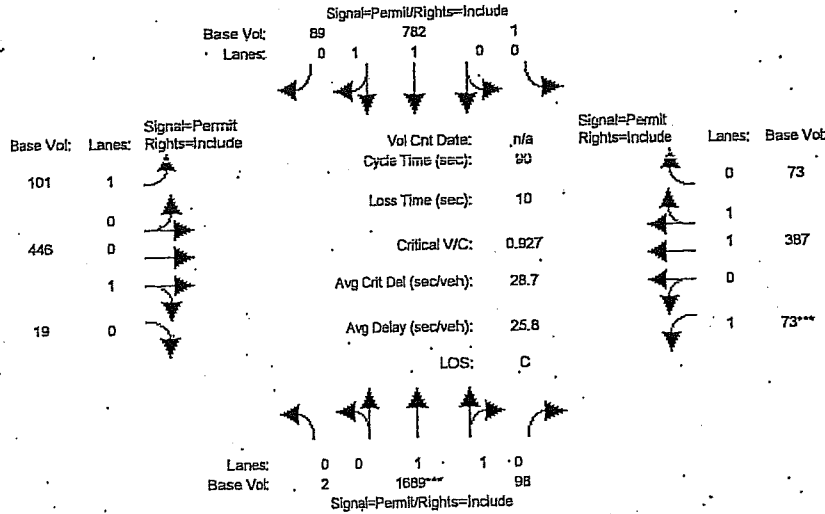 Signal=Permit/Rights=Include
Base Vol: 89 782 1
Lanes: 0 1 1 0 0
Signal=Permit
Rights=Include
Base Vol: Lanes:
101 1
0
446 0
1
19 0
Vol Cnt Date: n/a
Cycle Time (sec): 90
Loss Time (sec): 10
Critical V/C: 0.927
Avg Crit Del (sec/veh): 28.7
Avg Delay (sec/veh): 25.8
LOS: C
Signal=Permit
Rights=Include
Lanes: Base Vol:
0 73
1
1 387
0
1 73***
Lanes: 0 0 1 1 0
Base Vol: 2 1689*** 98
Signal=Permit/Rights=Include